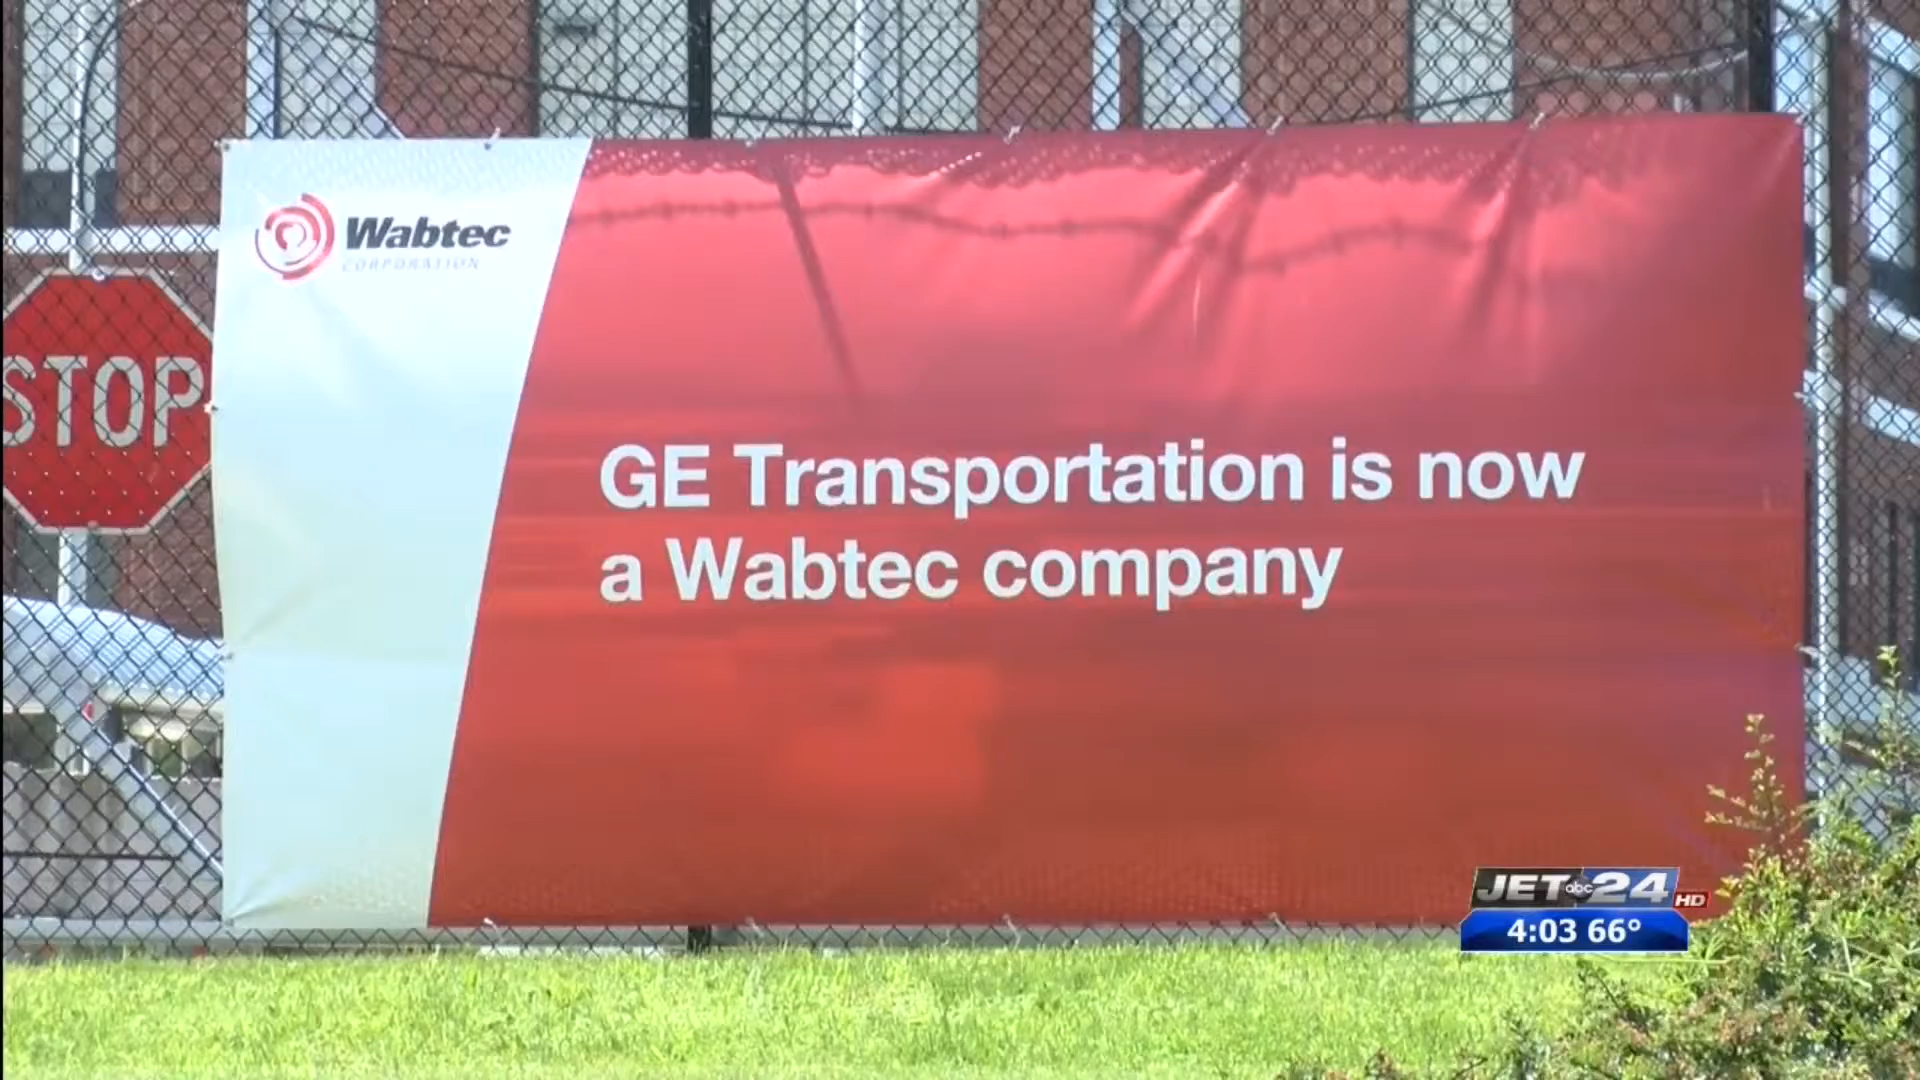 Wabtec
CORPORATION
STOP
GE Transportation is now
a Wabtec company
JET abc 24 HD
4:03 66°